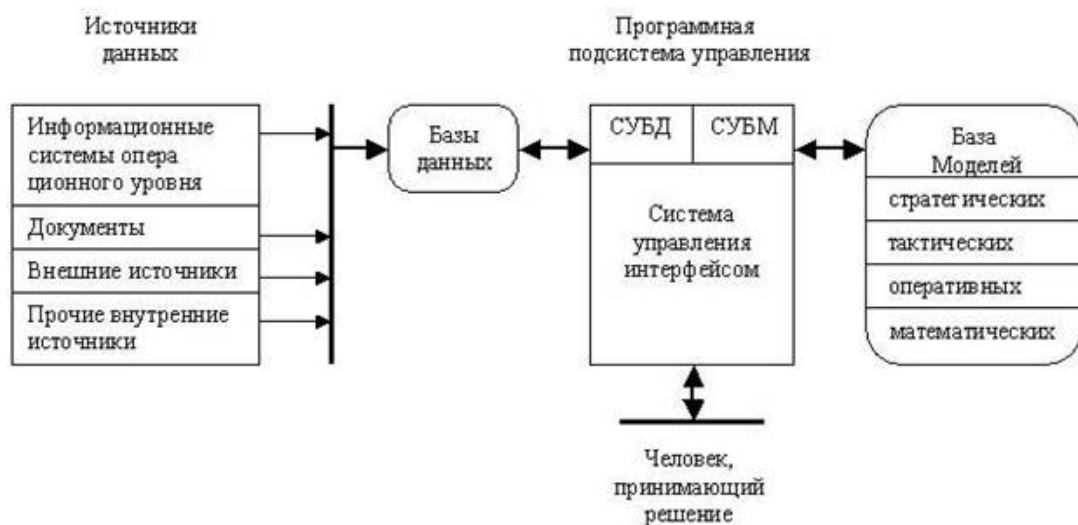 Источники
данных
Программная
подсистема управления
Информационные
системы опера
ционного уровня
Документы
Внешние источники
Прочие внутренние
источники
Базы
данных
СУБД
СУБМ
Система
управления
интерфейсом
База
Моделей
стратегических
тактических
оперативных
математических
Человек,
принимающий
решение